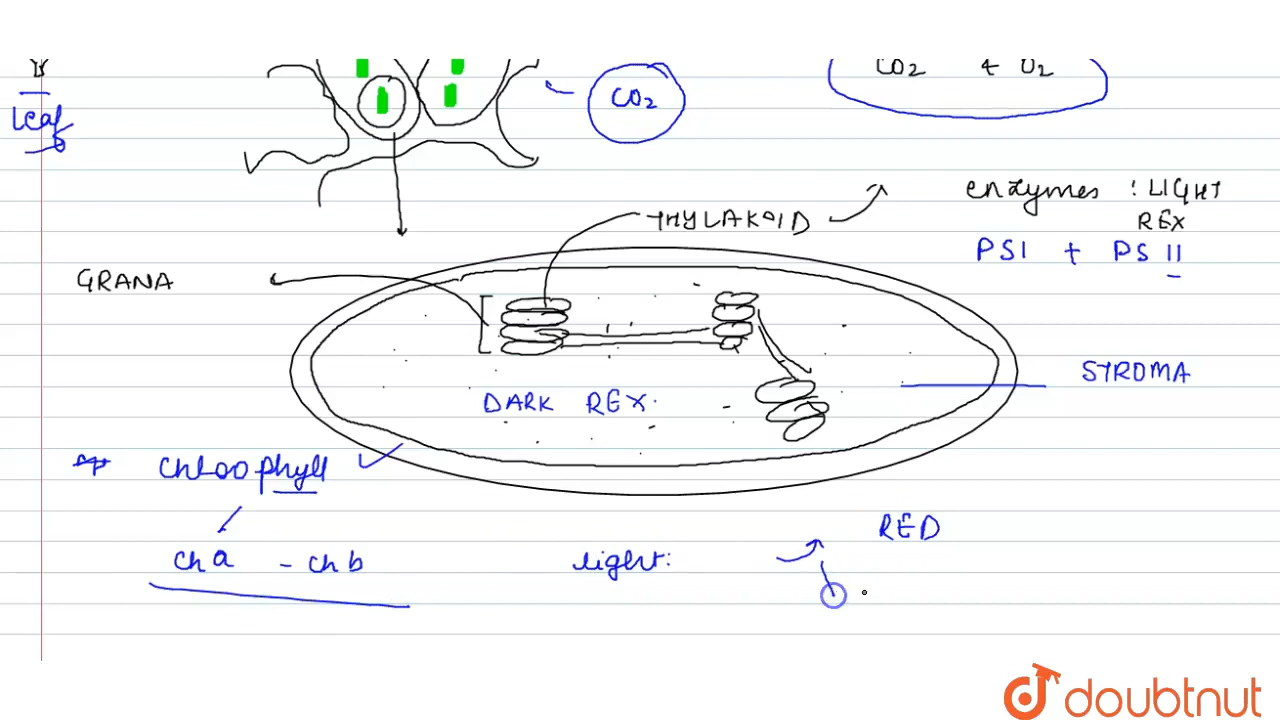 Leaf
CO2
CO2 + O2
enzymes : LIGHT
REX
THYLAKOID
PSI + PS II
GRANA
STROMA
DARK REX.
Chloophyll
RED
ch a - ch b
light:
doubtnut